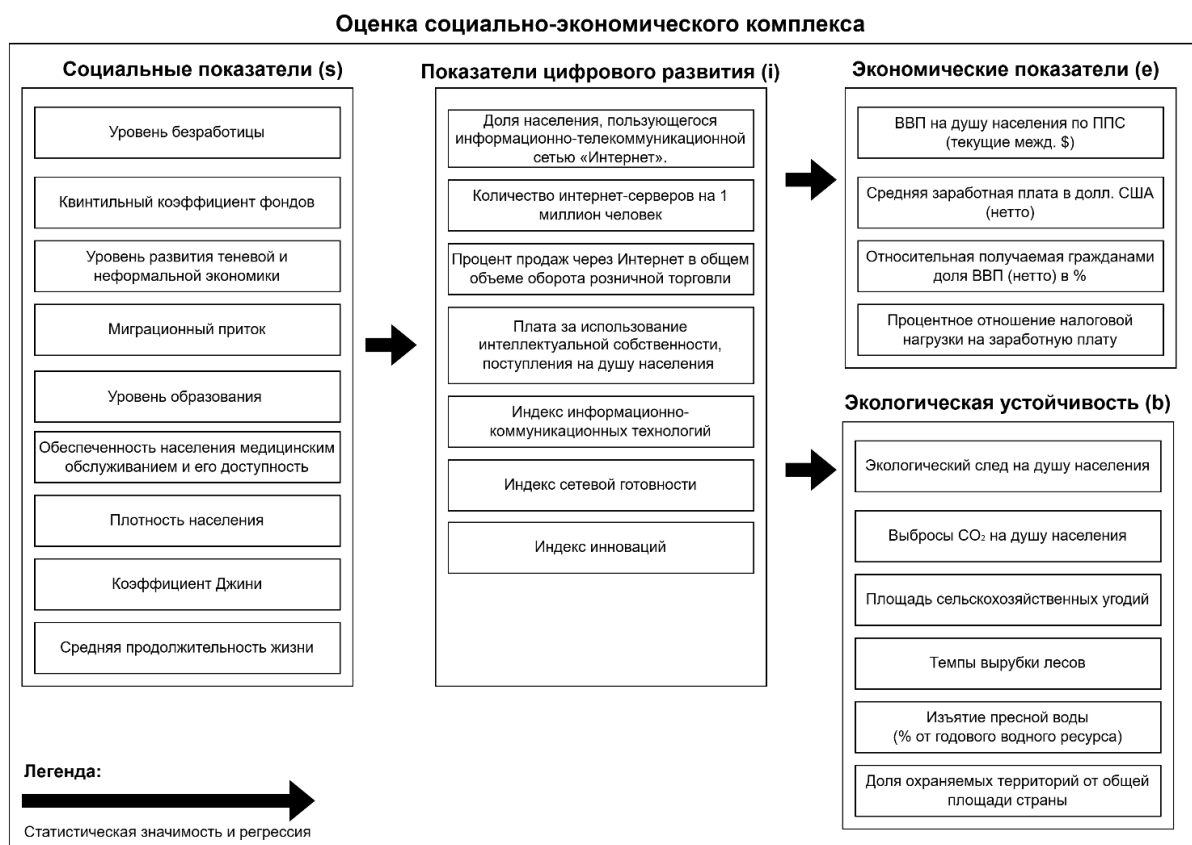 Оценка социально-экономического комплекса
Социальные показатели (s)
Уровень безработицы
Квинтильный коэффициент фондов
Уровень развития теневой и
неформальной экономики
Миграционный приток
Уровень образования
Обеспеченность населения медицинским
обслуживанием и его доступность
Плотность населения
Коэффициент Джини
Средняя продолжительность жизни
Показатели цифрового развития (i)
Доля населения, пользующегося
информационно-телекоммуникационной
сетью «Интернет».
Количество интернет-серверов на 1
миллион человек
Процент продаж через Интернет в общем
объеме оборота розничной торговли
Плата за использование
интеллектуальной собственности,
поступления на душу населения
Индекс информационно-
коммуникационных технологий
Индекс сетевой готовности
Индекс инноваций
Экономические показатели (e)
ВВП на душу населения по ППС
(текущие межд. $)
Средняя заработная плата в долл. США
(нетто)
Относительная получаемая гражданами
доля ВВП (нетто) в %
Процентное отношение налоговой
нагрузки на заработную плату
Экологическая устойчивость (b)
Экологический след на душу населения
Выбросы CO₂ на душу населения
Площадь сельскохозяйственных угодий
Темпы вырубки лесов
Изъятие пресной воды
(% от годового водного ресурса)
Доля охраняемых территорий от общей
площади страны
Легенда:
Статистическая значимость и регрессия